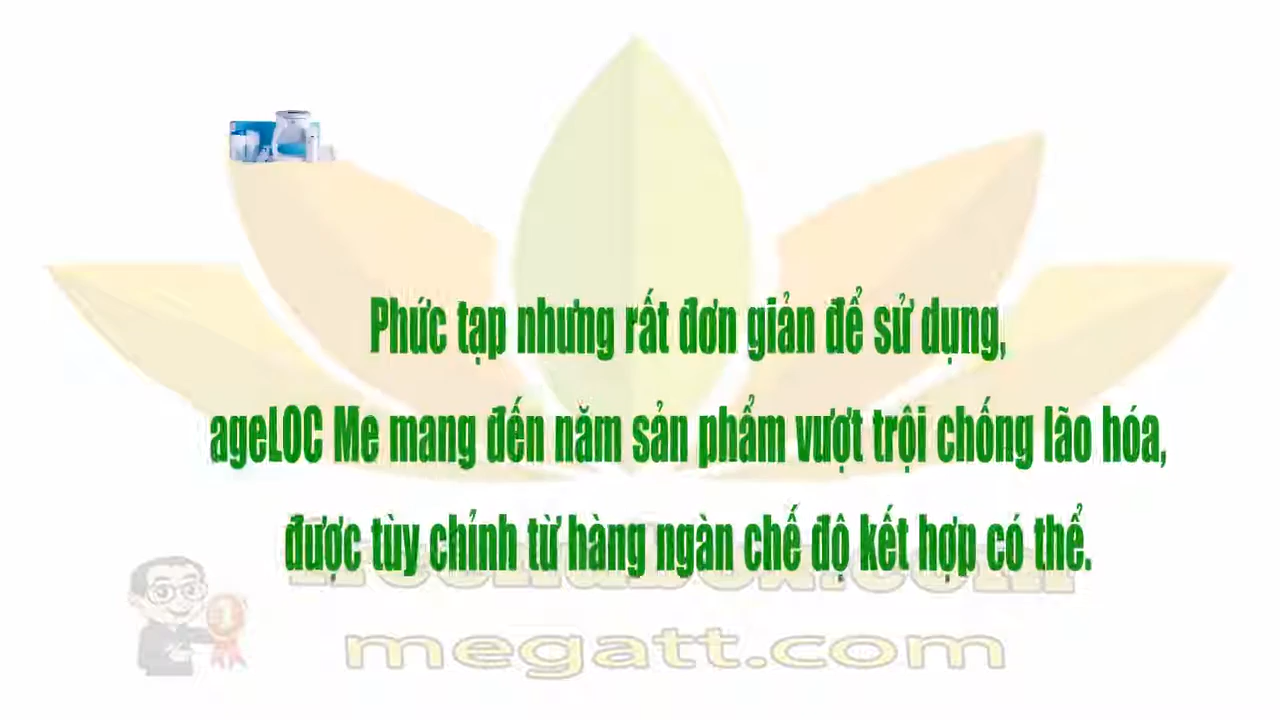 Phức tạp nhưng rất đơn giản để sử dụng,
ageLOC Me mang đến năm sản phẩm vượt trội chống lão hóa,
được tùy chỉnh từ hàng ngàn chế độ kết hợp có thể.
megatt.com